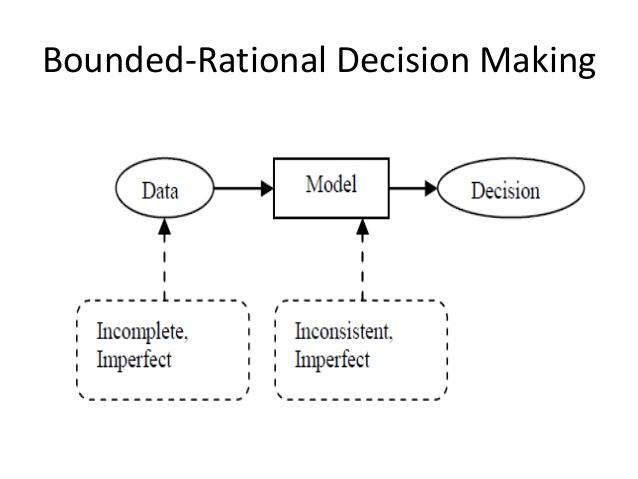 Bounded-Rational Decision Making
Data
Model
Decision
Incomplete,
Imperfect
Inconsistent,
Imperfect